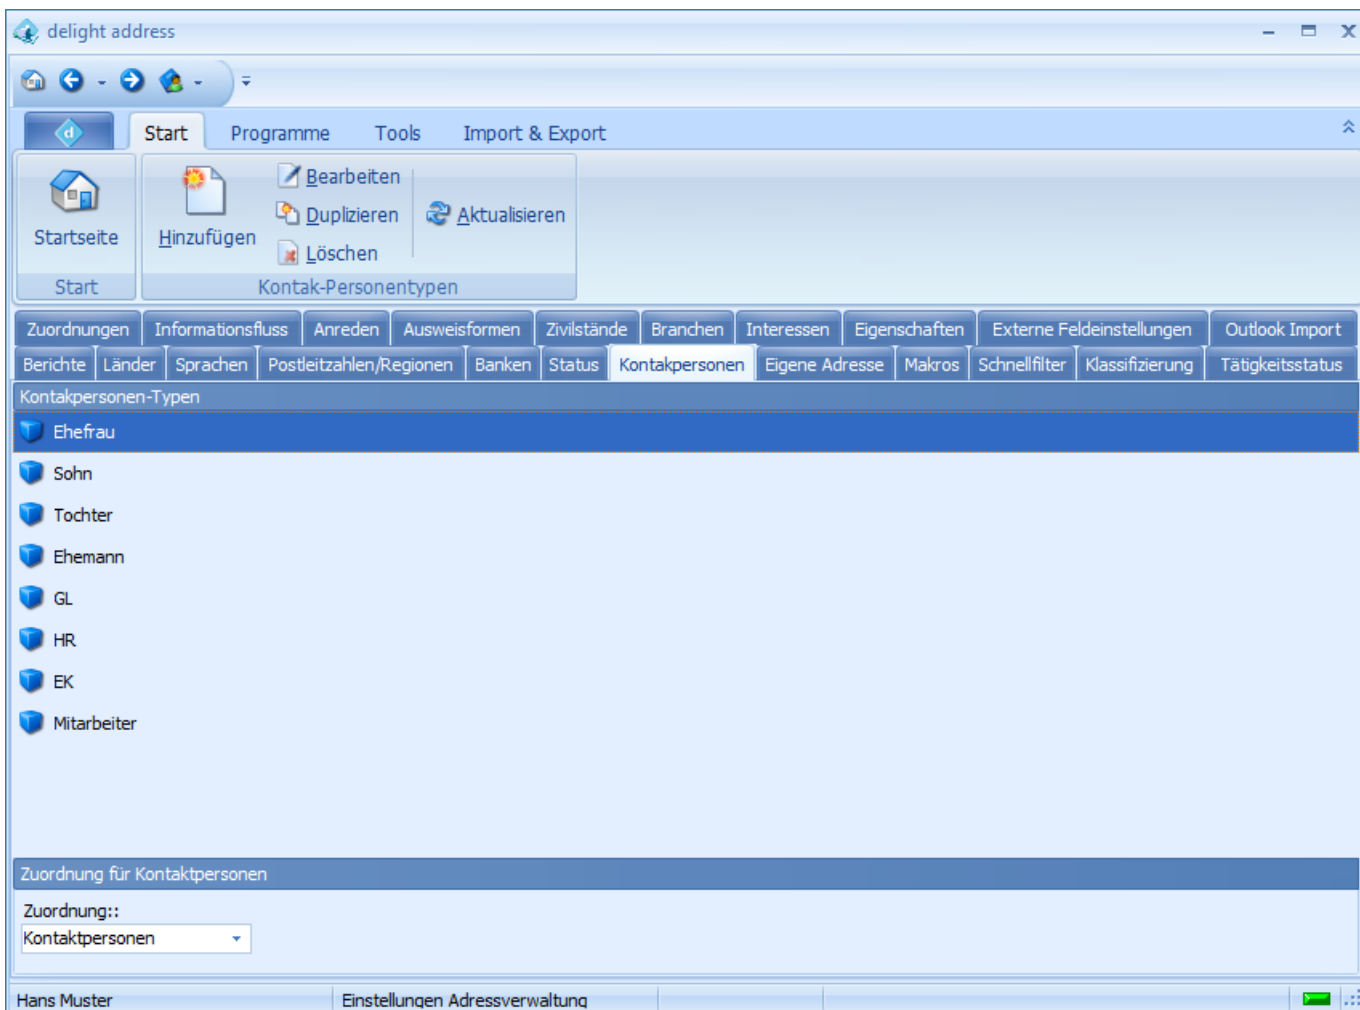 delight address
Start Programme Tools Import & Export
Startseite Hinzufügen Bearbeiten Duplizieren Löschen Aktualisieren
Start Kontak-Personentypen
Zuordnungen Informationsfluss Anreden Ausweisformen Zivilstände Branchen Interessen Eigenschaften Externe Feldeinstellungen Outlook Import
Berichte Länder Sprachen Postleitzahlen/Regionen Banken Status Kontakpersonen Eigene Adresse Makros Schnellfilter Klassifizierung Tätigkeitsstatus
Kontakpersonen-Typen
Ehefrau
Sohn
Tochter
Ehemann
GL
HR
EK
Mitarbeiter
Zuordnung für Kontaktpersonen
Zuordnung::
Kontaktpersonen
Hans Muster Einstellungen Adressverwaltung